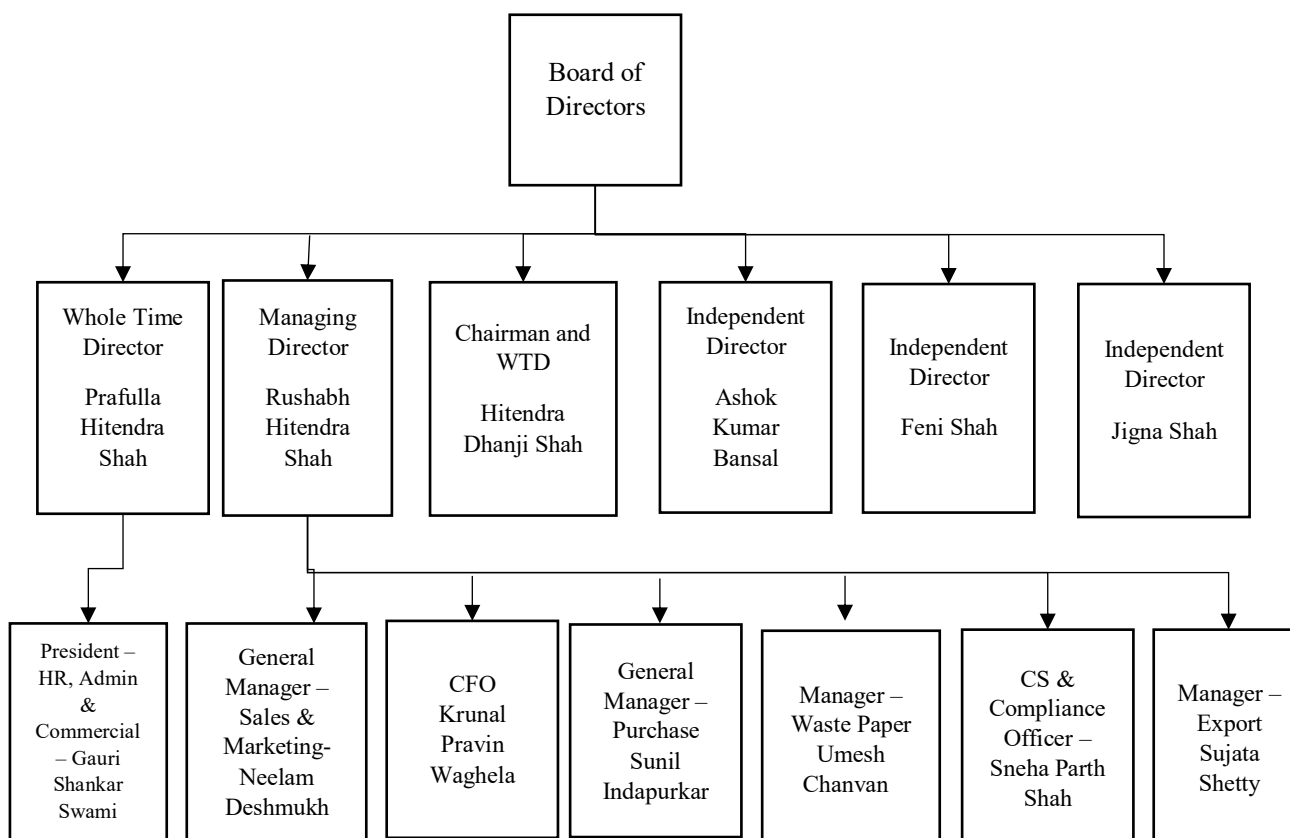 Board of
Directors
Whole Time
Director
Prafulla
Hitendra
Shah
Managing
Director
Rushabh
Hitendra
Shah
Chairman and
WTD
Hitendra
Dhanji Shah
Independent
Director
Ashok
Kumar
Bansal
Independent
Director
Feni Shah
Independent
Director
Jigna Shah
President –
HR, Admin
&
Commercial
– Gauri
Shankar
Swami
General
Manager –
Sales &
Marketing-
Neelam
Deshmukh
CFO
Krunal
Pravin
Waghela
General
Manager –
Purchase
Sunil
Indapurkar
Manager –
Waste Paper
Umesh
Chanvan
CS &
Compliance
Officer –
Sneha Parth
Shah
Manager –
Export
Sujata
Shetty